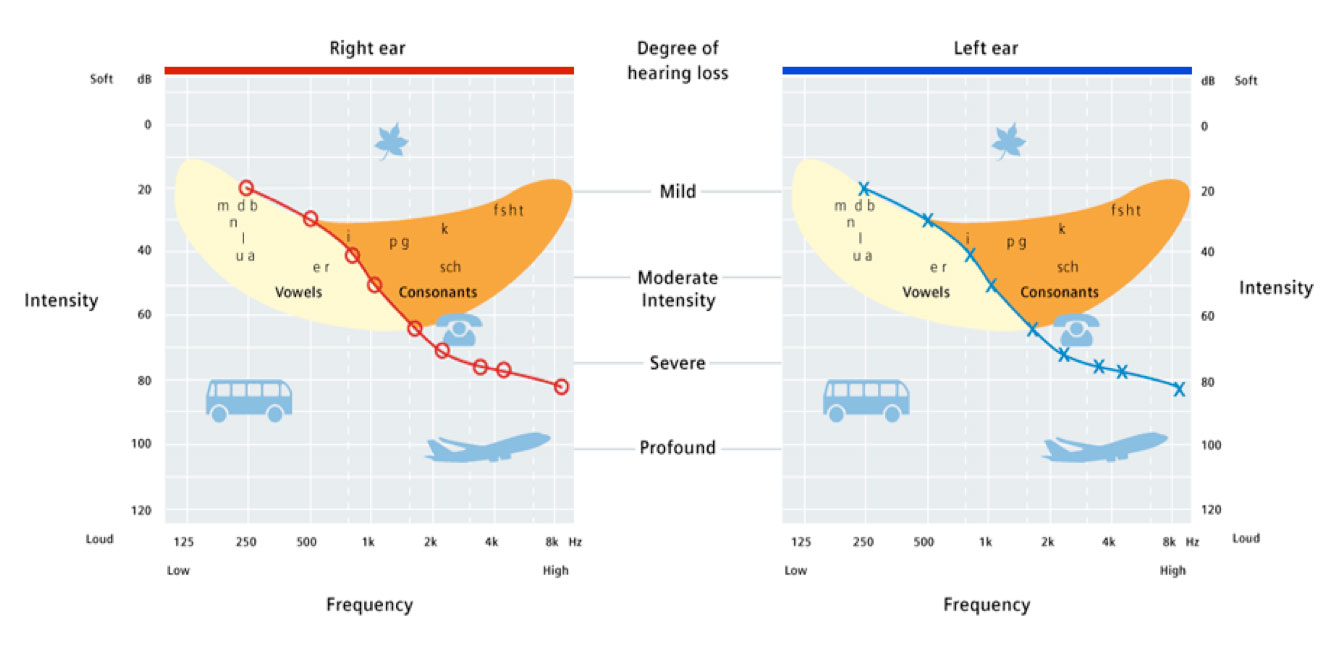 Right ear
Degree of
hearing loss
Left ear
Soft dB
dB Soft
0
0
20
Mild
20
m d b
n
l
u a
e r
i
p g
k
f s h t
sch
m d b
n
l
u a
e r
i
p g
k
f s h t
sch
40
40
Vowels
Consonants
Moderate
Intensity
Vowels
Consonants
Intensity
Intensity
60
60
Severe
80
80
100
Profound
100
120
120
Loud
Loud
125 250 500 1k 2k 4k 8k Hz
125 250 500 1k 2k 4k 8k Hz
Low High
Low High
Frequency
Frequency